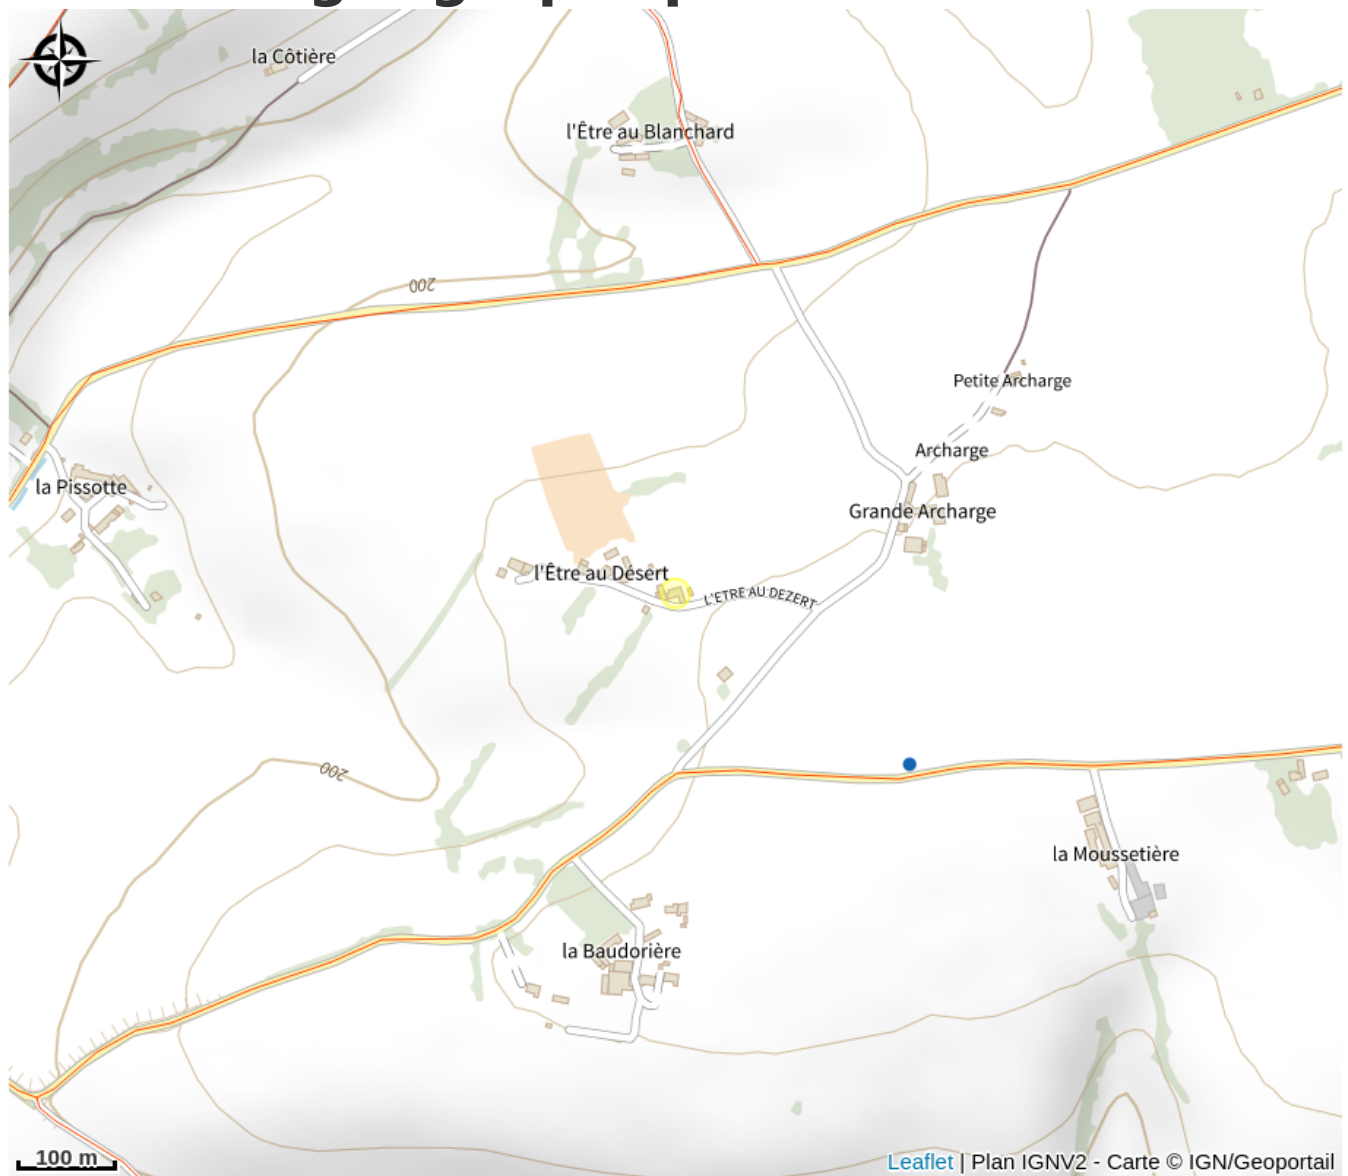 la Côtière
l'Être au Blanchard
200
Petite Archarge
Archarge
la Pissotte
Grande Archarge
l'Être au Désert
L'ETRE AU DEZERT
200
la Moussetière
la Baudorière
100 m
Leaflet | Plan IGNV2 - Carte © IGN/Geoportail